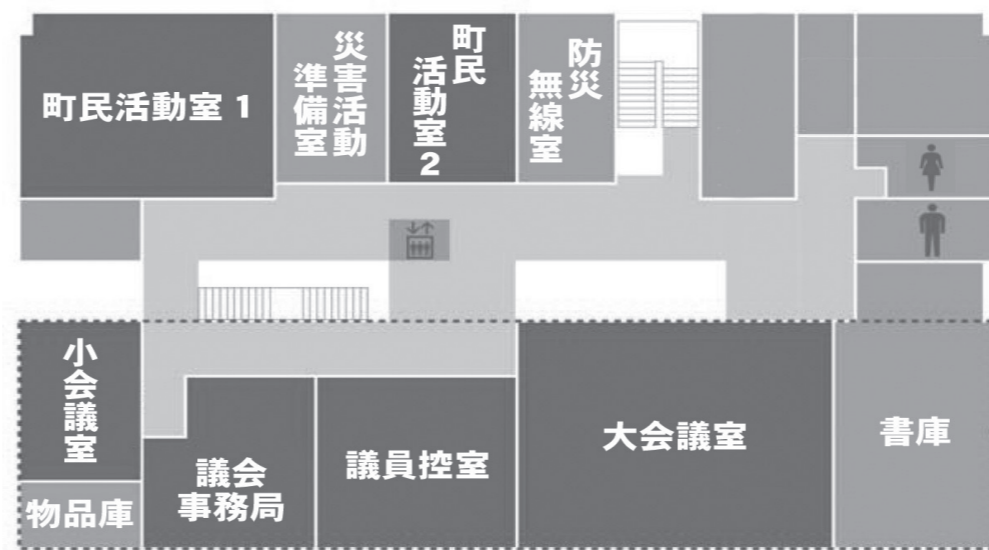 町民活動室 1
災害活動
準備室
町民
活動室2
防災
無線室
小会議室
物品庫
議会
事務局
議員控室
大会議室
書庫